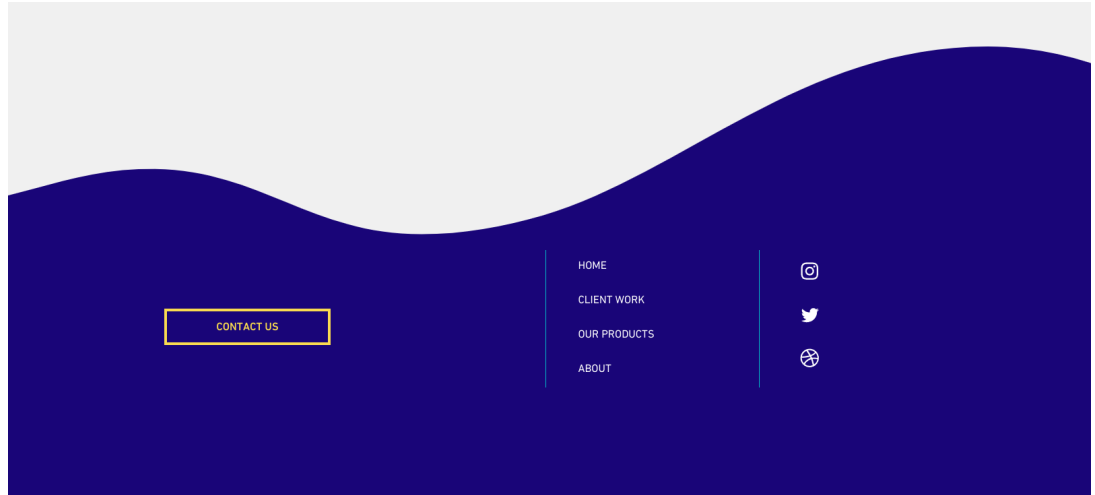 CONTACT US
HOME
CLIENT WORK
OUR PRODUCTS
ABOUT